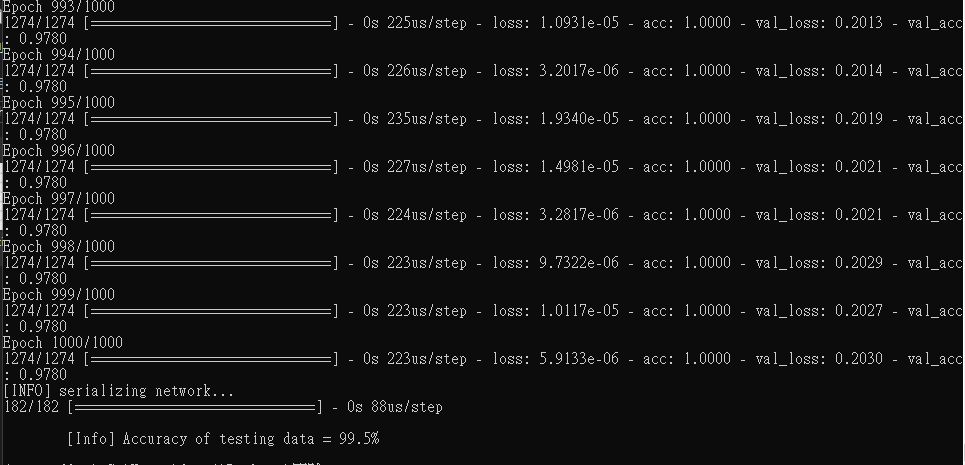 Epoch 993/1000
1274/1274 [==============================] - 0s 225us/step - loss: 1.0931e-05 - acc: 1.0000 - val_loss: 0.2013 - val_acc
: 0.9780
Epoch 994/1000
1274/1274 [==============================] - 0s 226us/step - loss: 3.2017e-06 - acc: 1.0000 - val_loss: 0.2014 - val_acc
: 0.9780
Epoch 995/1000
1274/1274 [==============================] - 0s 235us/step - loss: 1.9340e-05 - acc: 1.0000 - val_loss: 0.2019 - val_acc
: 0.9780
Epoch 996/1000
1274/1274 [==============================] - 0s 227us/step - loss: 1.4981e-05 - acc: 1.0000 - val_loss: 0.2021 - val_acc
: 0.9780
Epoch 997/1000
1274/1274 [==============================] - 0s 224us/step - loss: 3.2817e-06 - acc: 1.0000 - val_loss: 0.2021 - val_acc
: 0.9780
Epoch 998/1000
1274/1274 [==============================] - 0s 223us/step - loss: 9.7322e-06 - acc: 1.0000 - val_loss: 0.2029 - val_acc
: 0.9780
Epoch 999/1000
1274/1274 [==============================] - 0s 223us/step - loss: 1.0117e-05 - acc: 1.0000 - val_loss: 0.2027 - val_acc
: 0.9780
Epoch 1000/1000
1274/1274 [==============================] - 0s 223us/step - loss: 5.9133e-06 - acc: 1.0000 - val_loss: 0.2030 - val_acc
: 0.9780
[INFO] serializing network...
182/182 [==============================] - 0s 88us/step
[Info] Accuracy of testing data = 99.5%